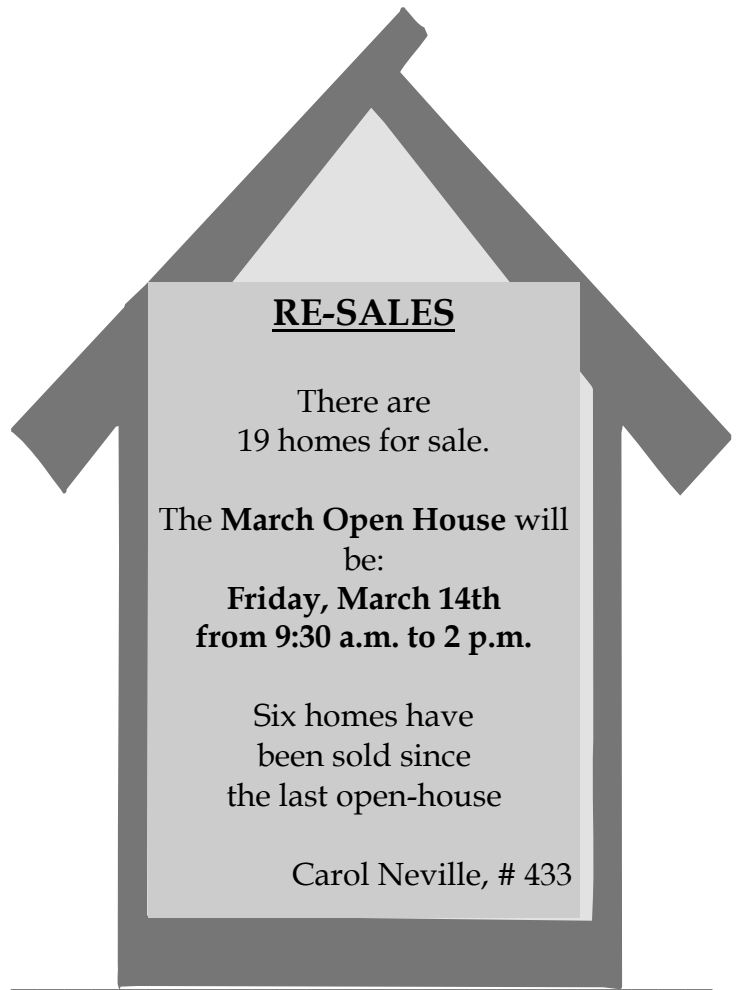 RE-SALES
There are
19 homes for sale.
The March Open House will
be:
Friday, March 14th
from 9:30 a.m. to 2 p.m.
Six homes have
been sold since
the last open-house
Carol Neville, # 433